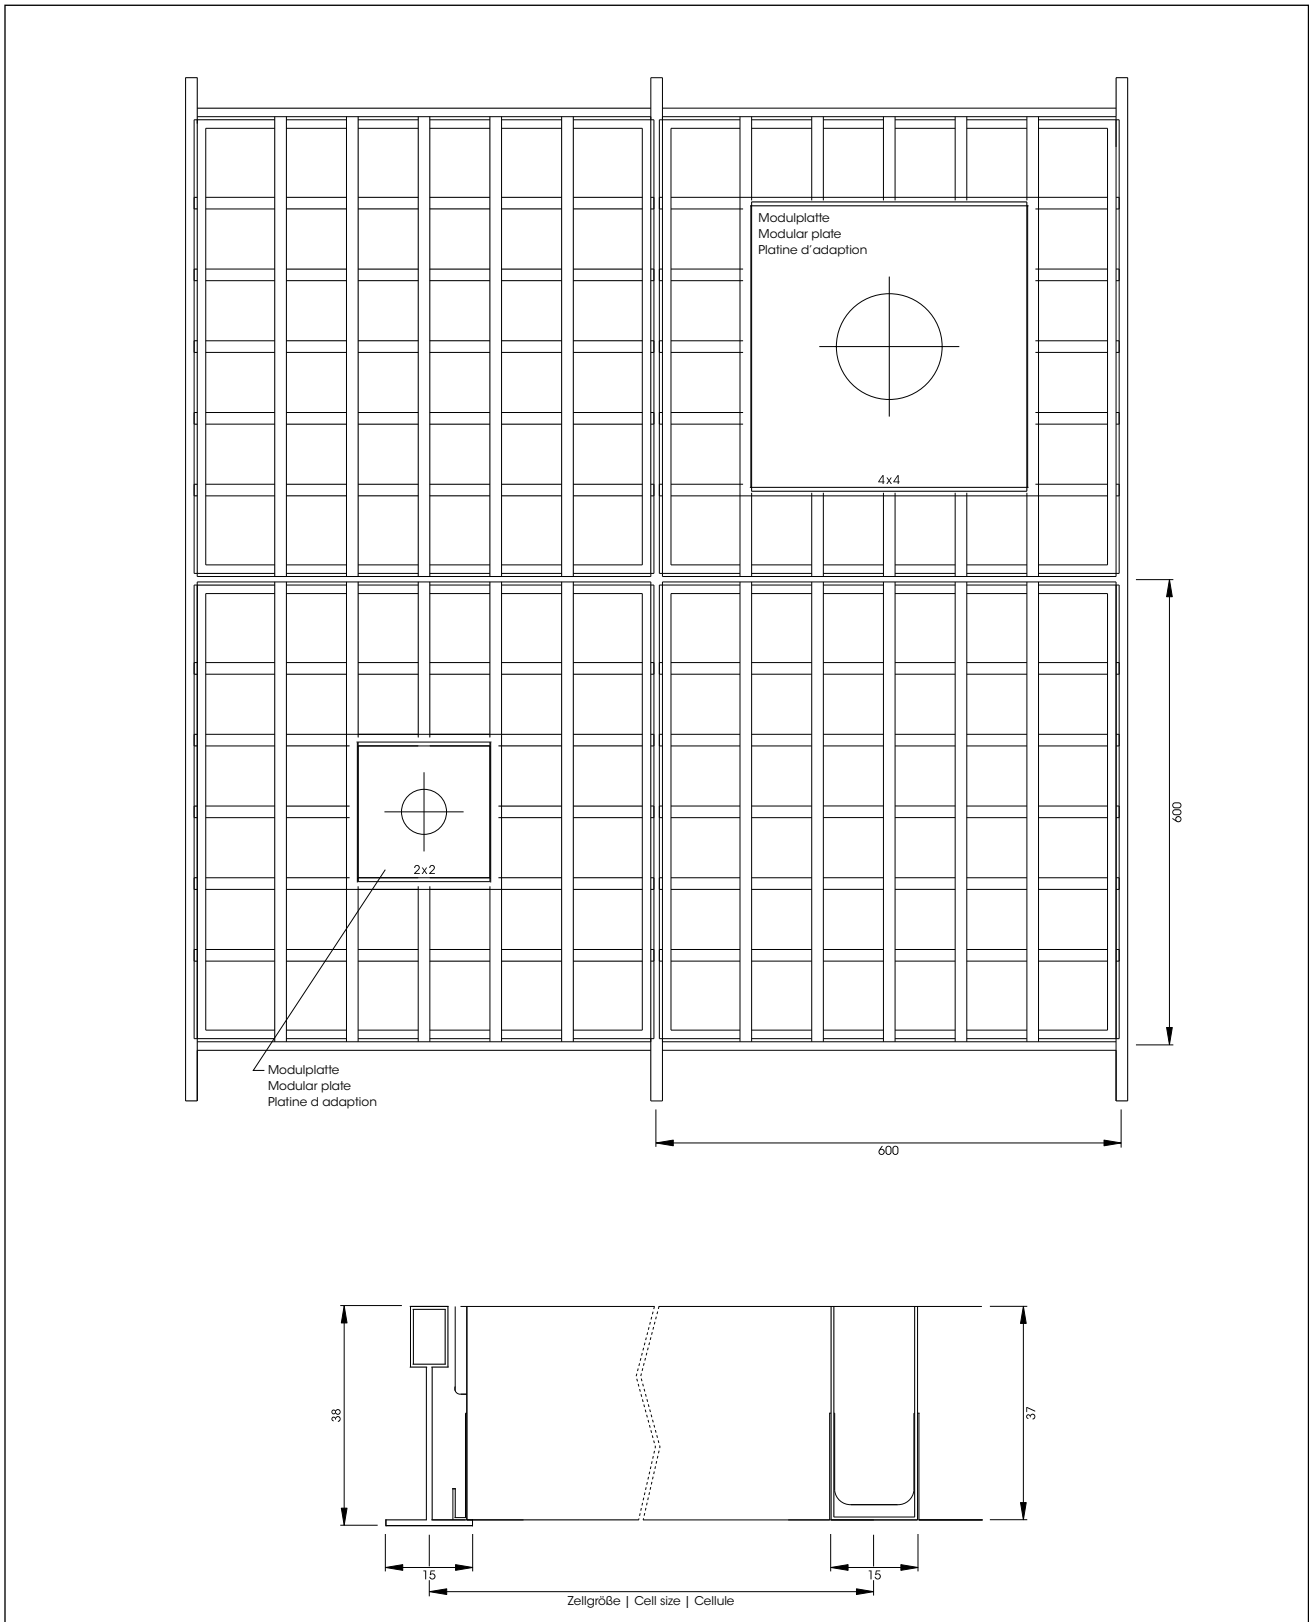 Modulplatte
Modular plate
Platine d'adaption
4x4
2x2
600
Modulplatte
Modular plate
Platine d adaption
600
38
37
15
15
Zellgröße | Cell size | Cellule